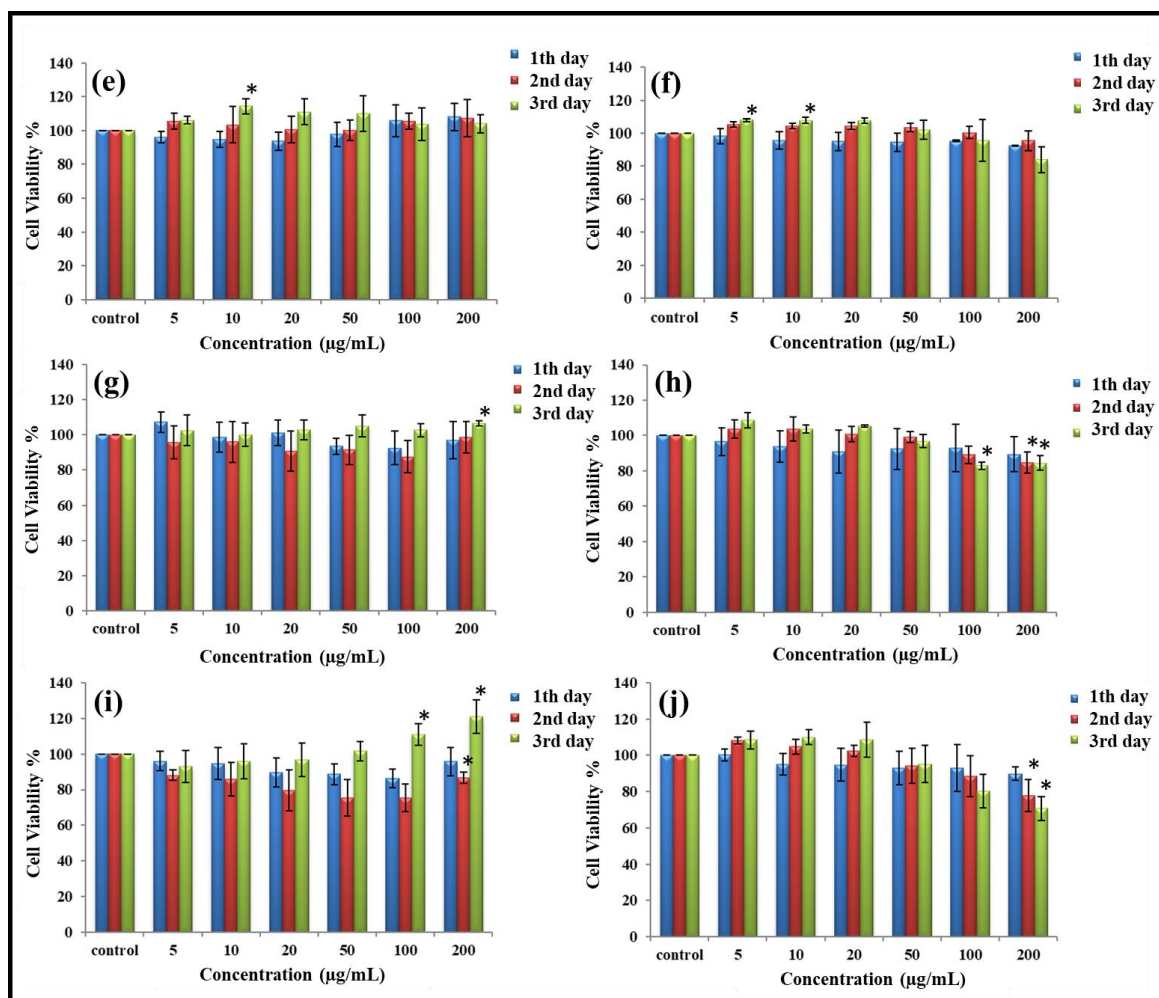 (e)
140
120
100
80
60
40
20
0
Cell Viability %
control 5 10 20 50 100 200
Concentration (µg/mL)
1th day
2nd day
3rd day
*
(f)
140
120
100
80
60
40
20
0
Cell Viability %
control 5 10 20 50 100 200
Concentration (µg/mL)
1th day
2nd day
3rd day
* *
(g)
140
120
100
80
60
40
20
0
Cell Viability %
control 5 10 20 50 100 200
Concentration (µg/mL)
1th day
2nd day
3rd day
*
(h)
140
120
100
80
60
40
20
0
Cell Viability %
control 5 10 20 50 100 200
Concentration (µg/mL)
1th day
2nd day
3rd day
* * *
(i)
140
120
100
80
60
40
20
0
Cell Viability %
control 5 10 20 50 100 200
Concentration (µg/mL)
1th day
2nd day
3rd day
* * *
(j)
140
120
100
80
60
40
20
0
Cell Viability %
control 5 10 20 50 100 200
Concentration (µg/mL)
1th day
2nd day
3rd day
* *